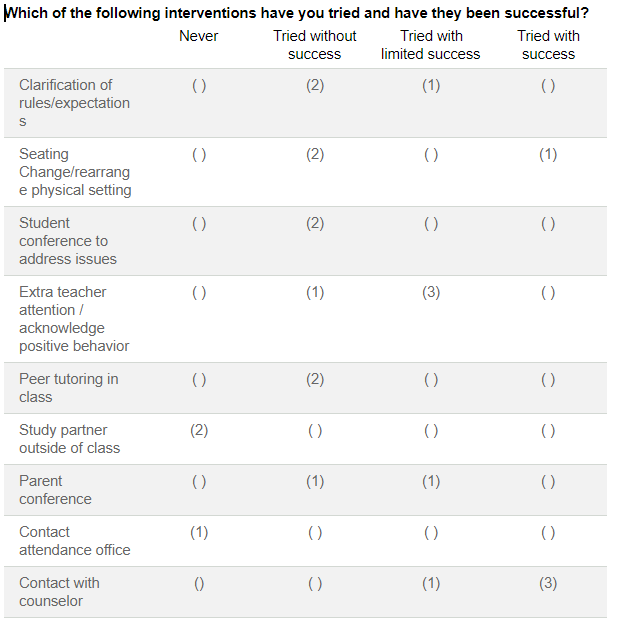 Which of the following interventions have you tried and have they been successful?
Never Tried without success Tried with limited success Tried with success
Clarification of rules/expectations ( ) (2) (1) ( )
Seating Change/rearrange physical setting ( ) (2) ( ) (1)
Student conference to address issues ( ) (2) ( ) ( )
Extra teacher attention / acknowledge positive behavior ( ) (1) (3) ( )
Peer tutoring in class ( ) (2) ( ) ( )
Study partner outside of class (2) ( ) ( ) ( )
Parent conference ( ) (1) (1) ( )
Contact attendance office (1) ( ) ( ) ( )
Contact with counselor () ( ) (1) (3)